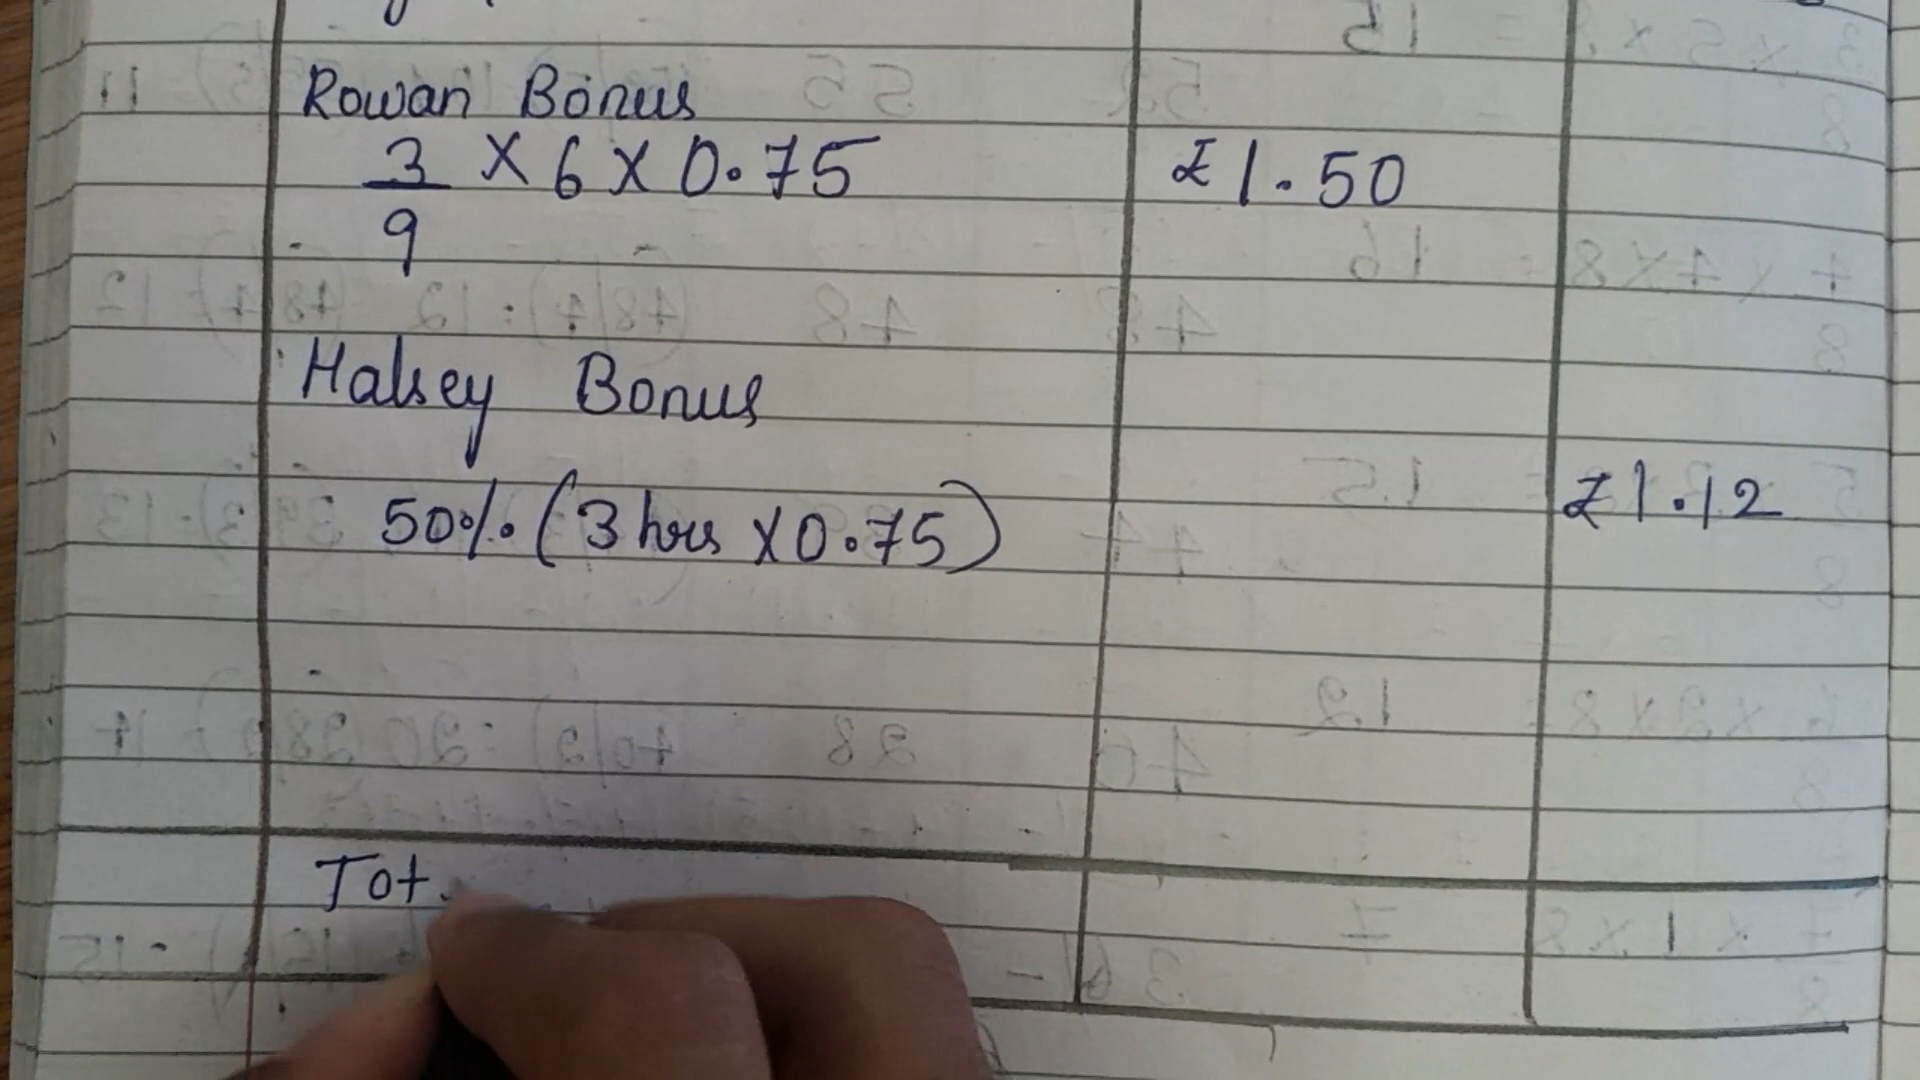 Rowan Bonus
3/9 X 6 X 0.75 £1.50
Halsey Bonus
50% (3 hrs X 0.75) £1.12
Tot